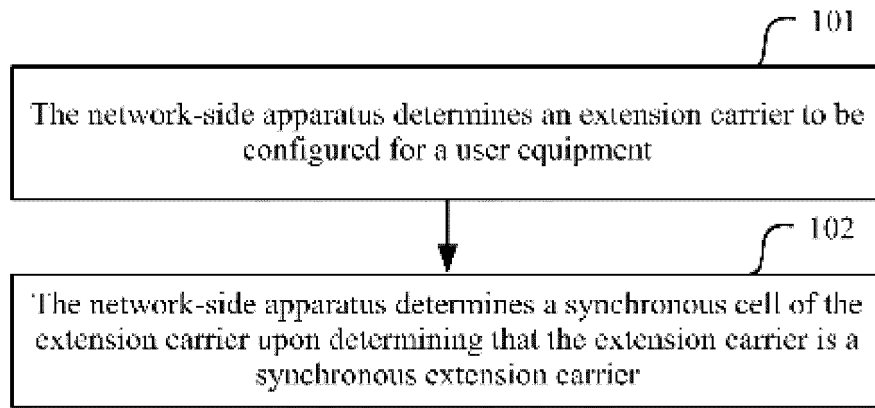 101
The network-side apparatus determines an extension carrier to be
configured for a user equipment
102
The network-side apparatus determines a synchronous cell of the
extension carrier upon determining that the extension carrier is a
synchronous extension carrier